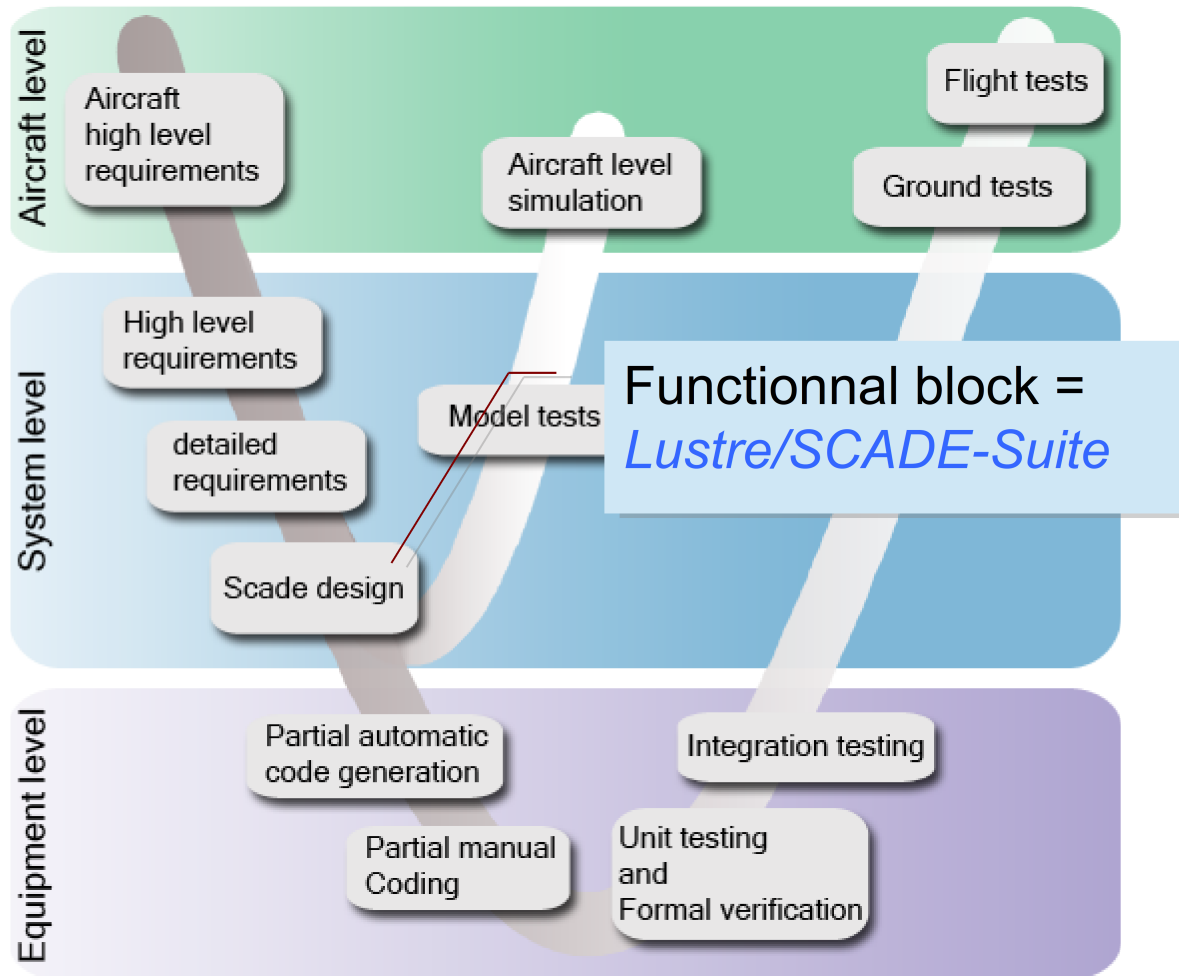 Aircraft level
Aircraft
high level
requirements
Aircraft level
simulation
Flight tests
Ground tests
System level
High level
requirements
detailed
requirements
Scade design
Model tests
Functionnal block =
Lustre/SCADE-Suite
Equipment level
Partial automatic
code generation
Partial manual
Coding
Integration testing
Unit testing
and
Formal verification